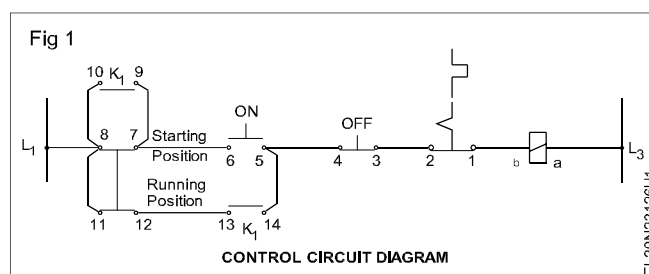 Fig 1
10 K1 9
ON
OFF
L1 8 7 Starting Position 6 5 4 3 2 1 b a L3
Running Position
11 12 13 K1 14
CONTROL CIRCUIT DIAGRAM